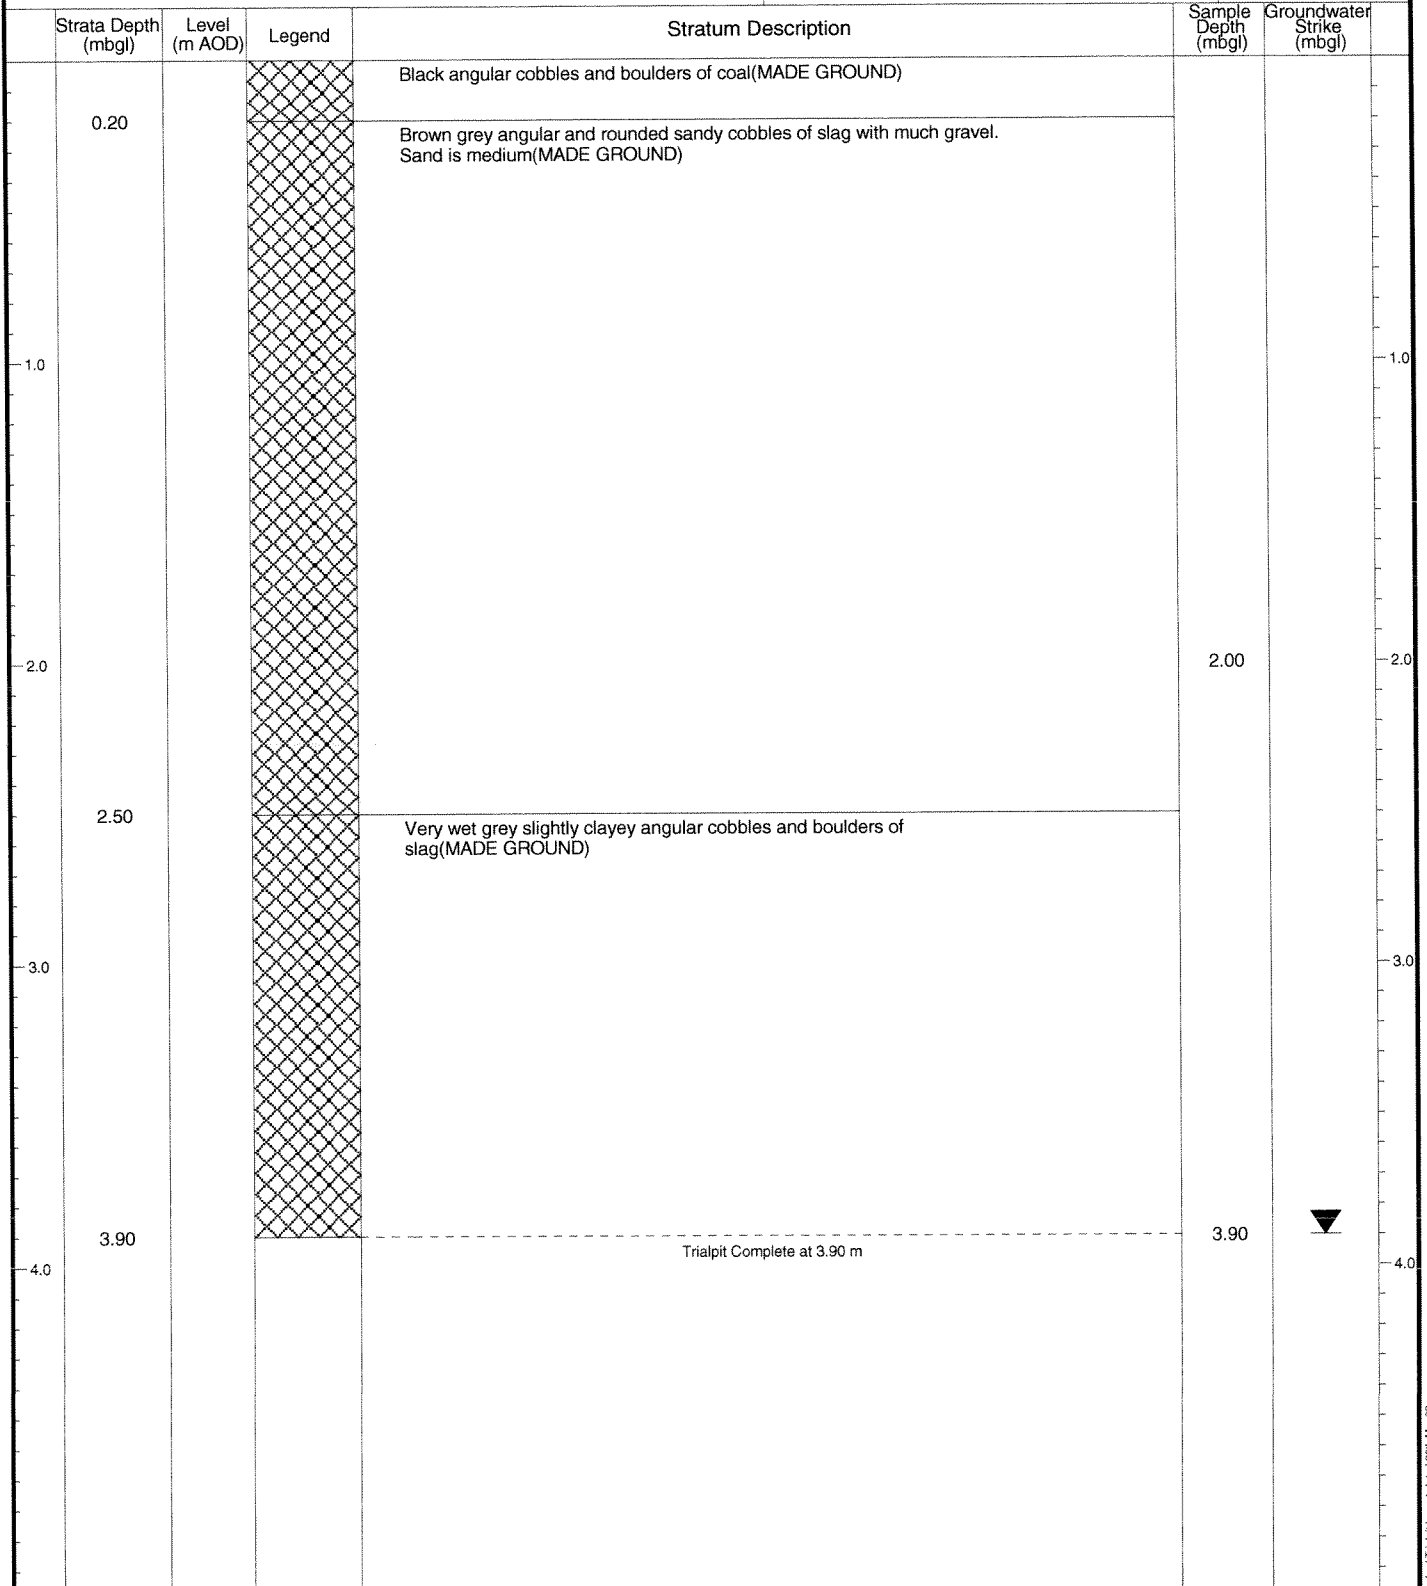 Strata Depth
(mbgl)
Level
(m AOD)
Legend
Stratum Description
Sample
Depth
(mbgl)
Groundwater
Strike
(mbgl)
Black angular cobbles and boulders of coal(MADE GROUND)
0.20
Brown grey angular and rounded sandy cobbles of slag with much gravel.
Sand is medium(MADE GROUND)
1.0
1.0
2.0
2.00
2.0
2.50
Very wet grey slightly clayey angular cobbles and boulders of
slag(MADE GROUND)
3.0
3.0
3.90
3.90
Trialpit Complete at 3.90 m
4.0
4.0